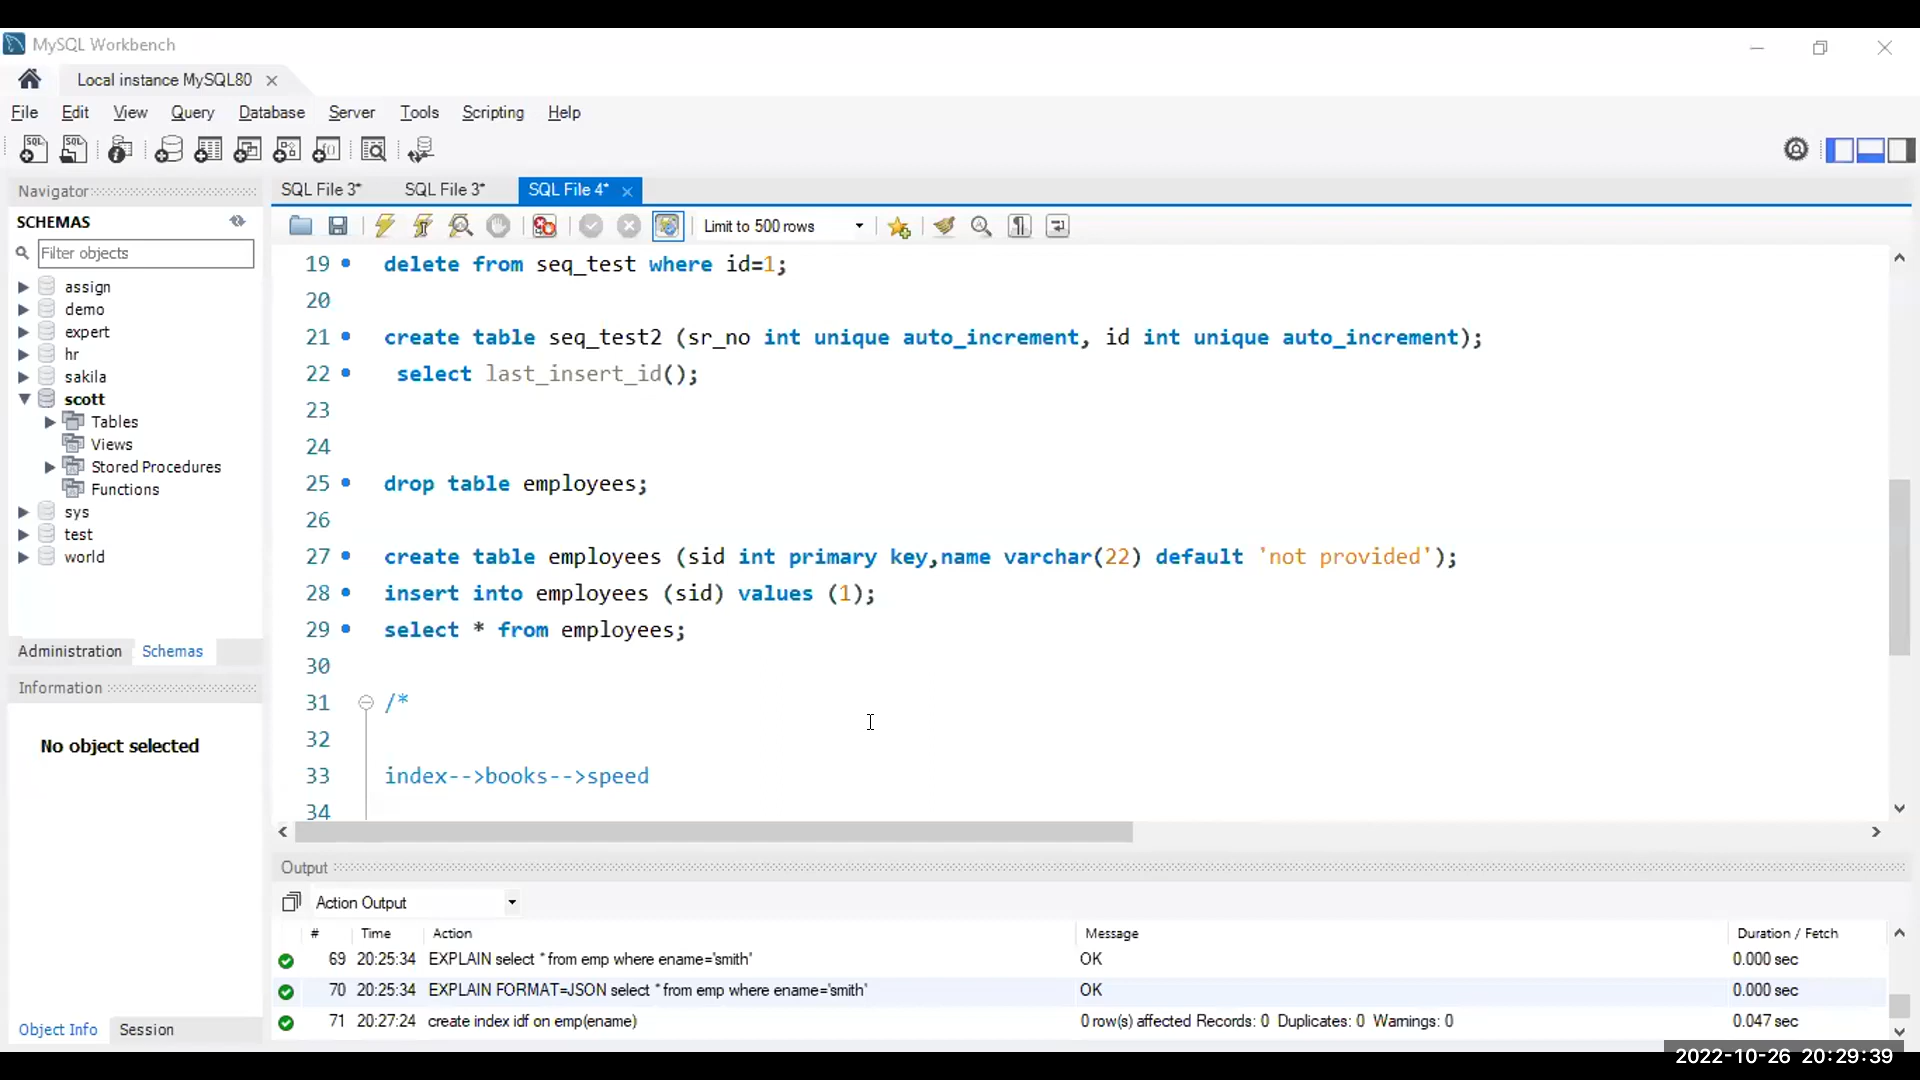 MySQL Workbench
Local instance MySQL80
File Edit View Query Database Server Tools Scripting Help
Navigator
SCHEMAS
Filter objects
assign
demo
expert
hr
sakila
scott
Tables
Views
Stored Procedures
Functions
sys
test
world
Administration Schemas
Information
No object selected
Object Info Session
SQL File 3* SQL File 3* SQL File 4*
Limit to 500 rows
19 delete from seq_test where id=1;
20
21 create table seq_test2 (sr_no int unique auto_increment, id int unique auto_increment);
22 select last_insert_id();
23
24
25 drop table employees;
26
27 create table employees (sid int primary key,name varchar(22) default 'not provided');
28 insert into employees (sid) values (1);
29 select * from employees;
30
31 /*
32
33 index-->books-->speed
34
Output
Action Output
# Time Action Message Duration / Fetch
69 20:25:34 EXPLAIN select * from emp where ename='smith' OK 0.000 sec
70 20:25:34 EXPLAIN FORMAT=JSON select * from emp where ename='smith' OK 0.000 sec
71 20:27:24 create index idf on emp(ename) 0 row(s) affected Records: 0 Duplicates: 0 Warnings: 0 0.047 sec
2022-10-26 20:29:39